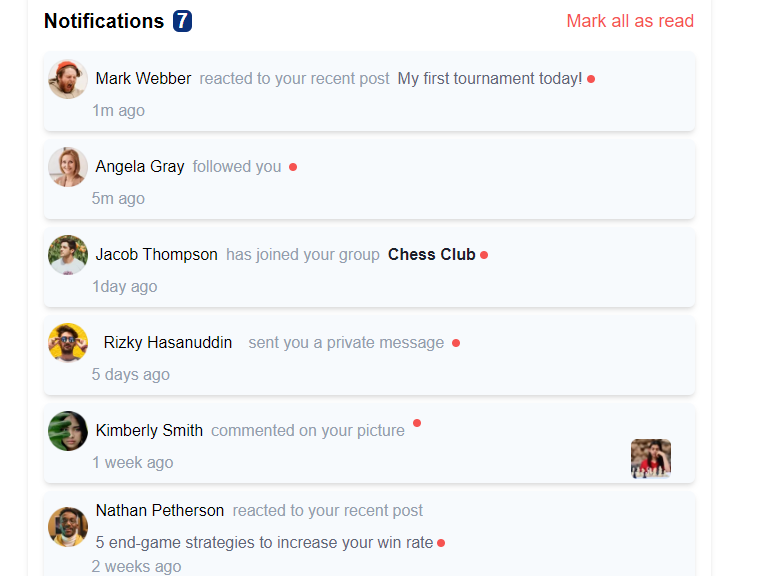 Notifications 7
Mark all as read
Mark Webber reacted to your recent post My first tournament today!
1m ago
Angela Gray followed you
5m ago
Jacob Thompson has joined your group Chess Club
1day ago
Rizky Hasanuddin sent you a private message
5 days ago
Kimberly Smith commented on your picture
1 week ago
Nathan Petherson reacted to your recent post
5 end-game strategies to increase your win rate
2 weeks ago